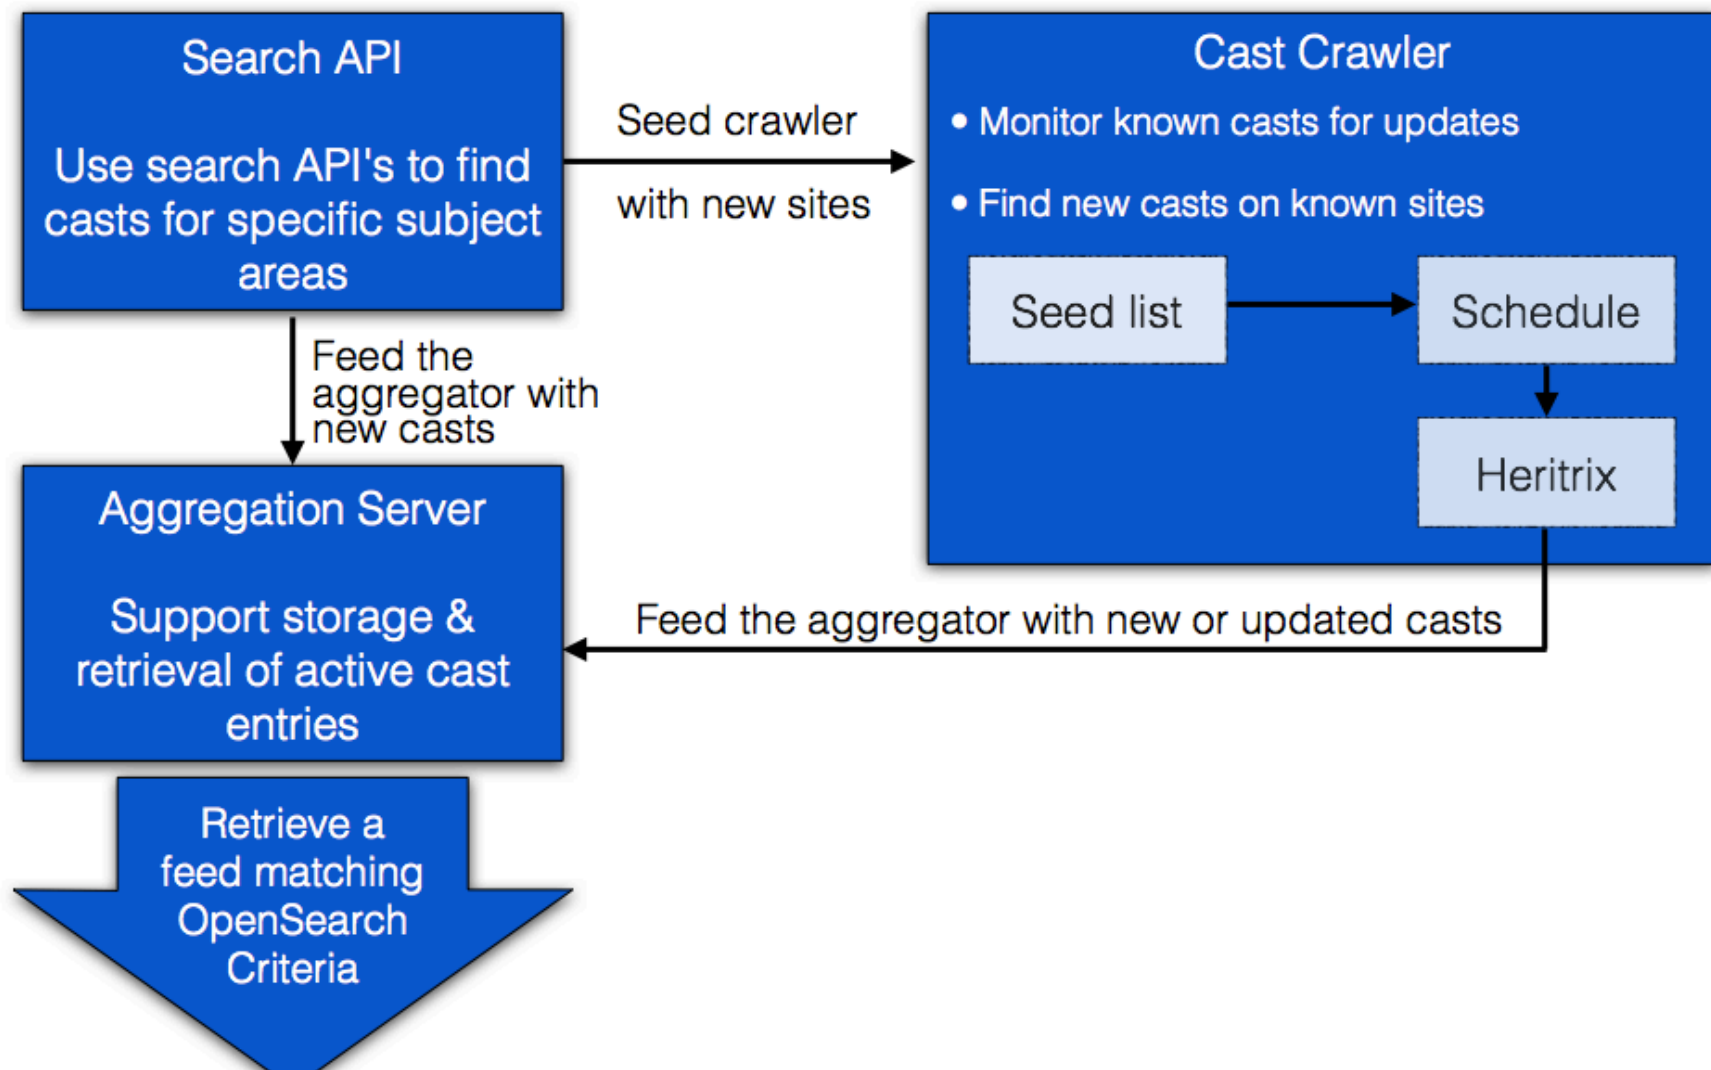 Search API
Use search API's to find
casts for specific subject
areas
Seed crawler
with new sites
Cast Crawler
• Monitor known casts for updates
• Find new casts on known sites
Seed list
Schedule
Heritrix
Feed the
aggregator with
new casts
Aggregation Server
Support storage &
retrieval of active cast
entries
Feed the aggregator with new or updated casts
Retrieve a
feed matching
OpenSearch
Criteria